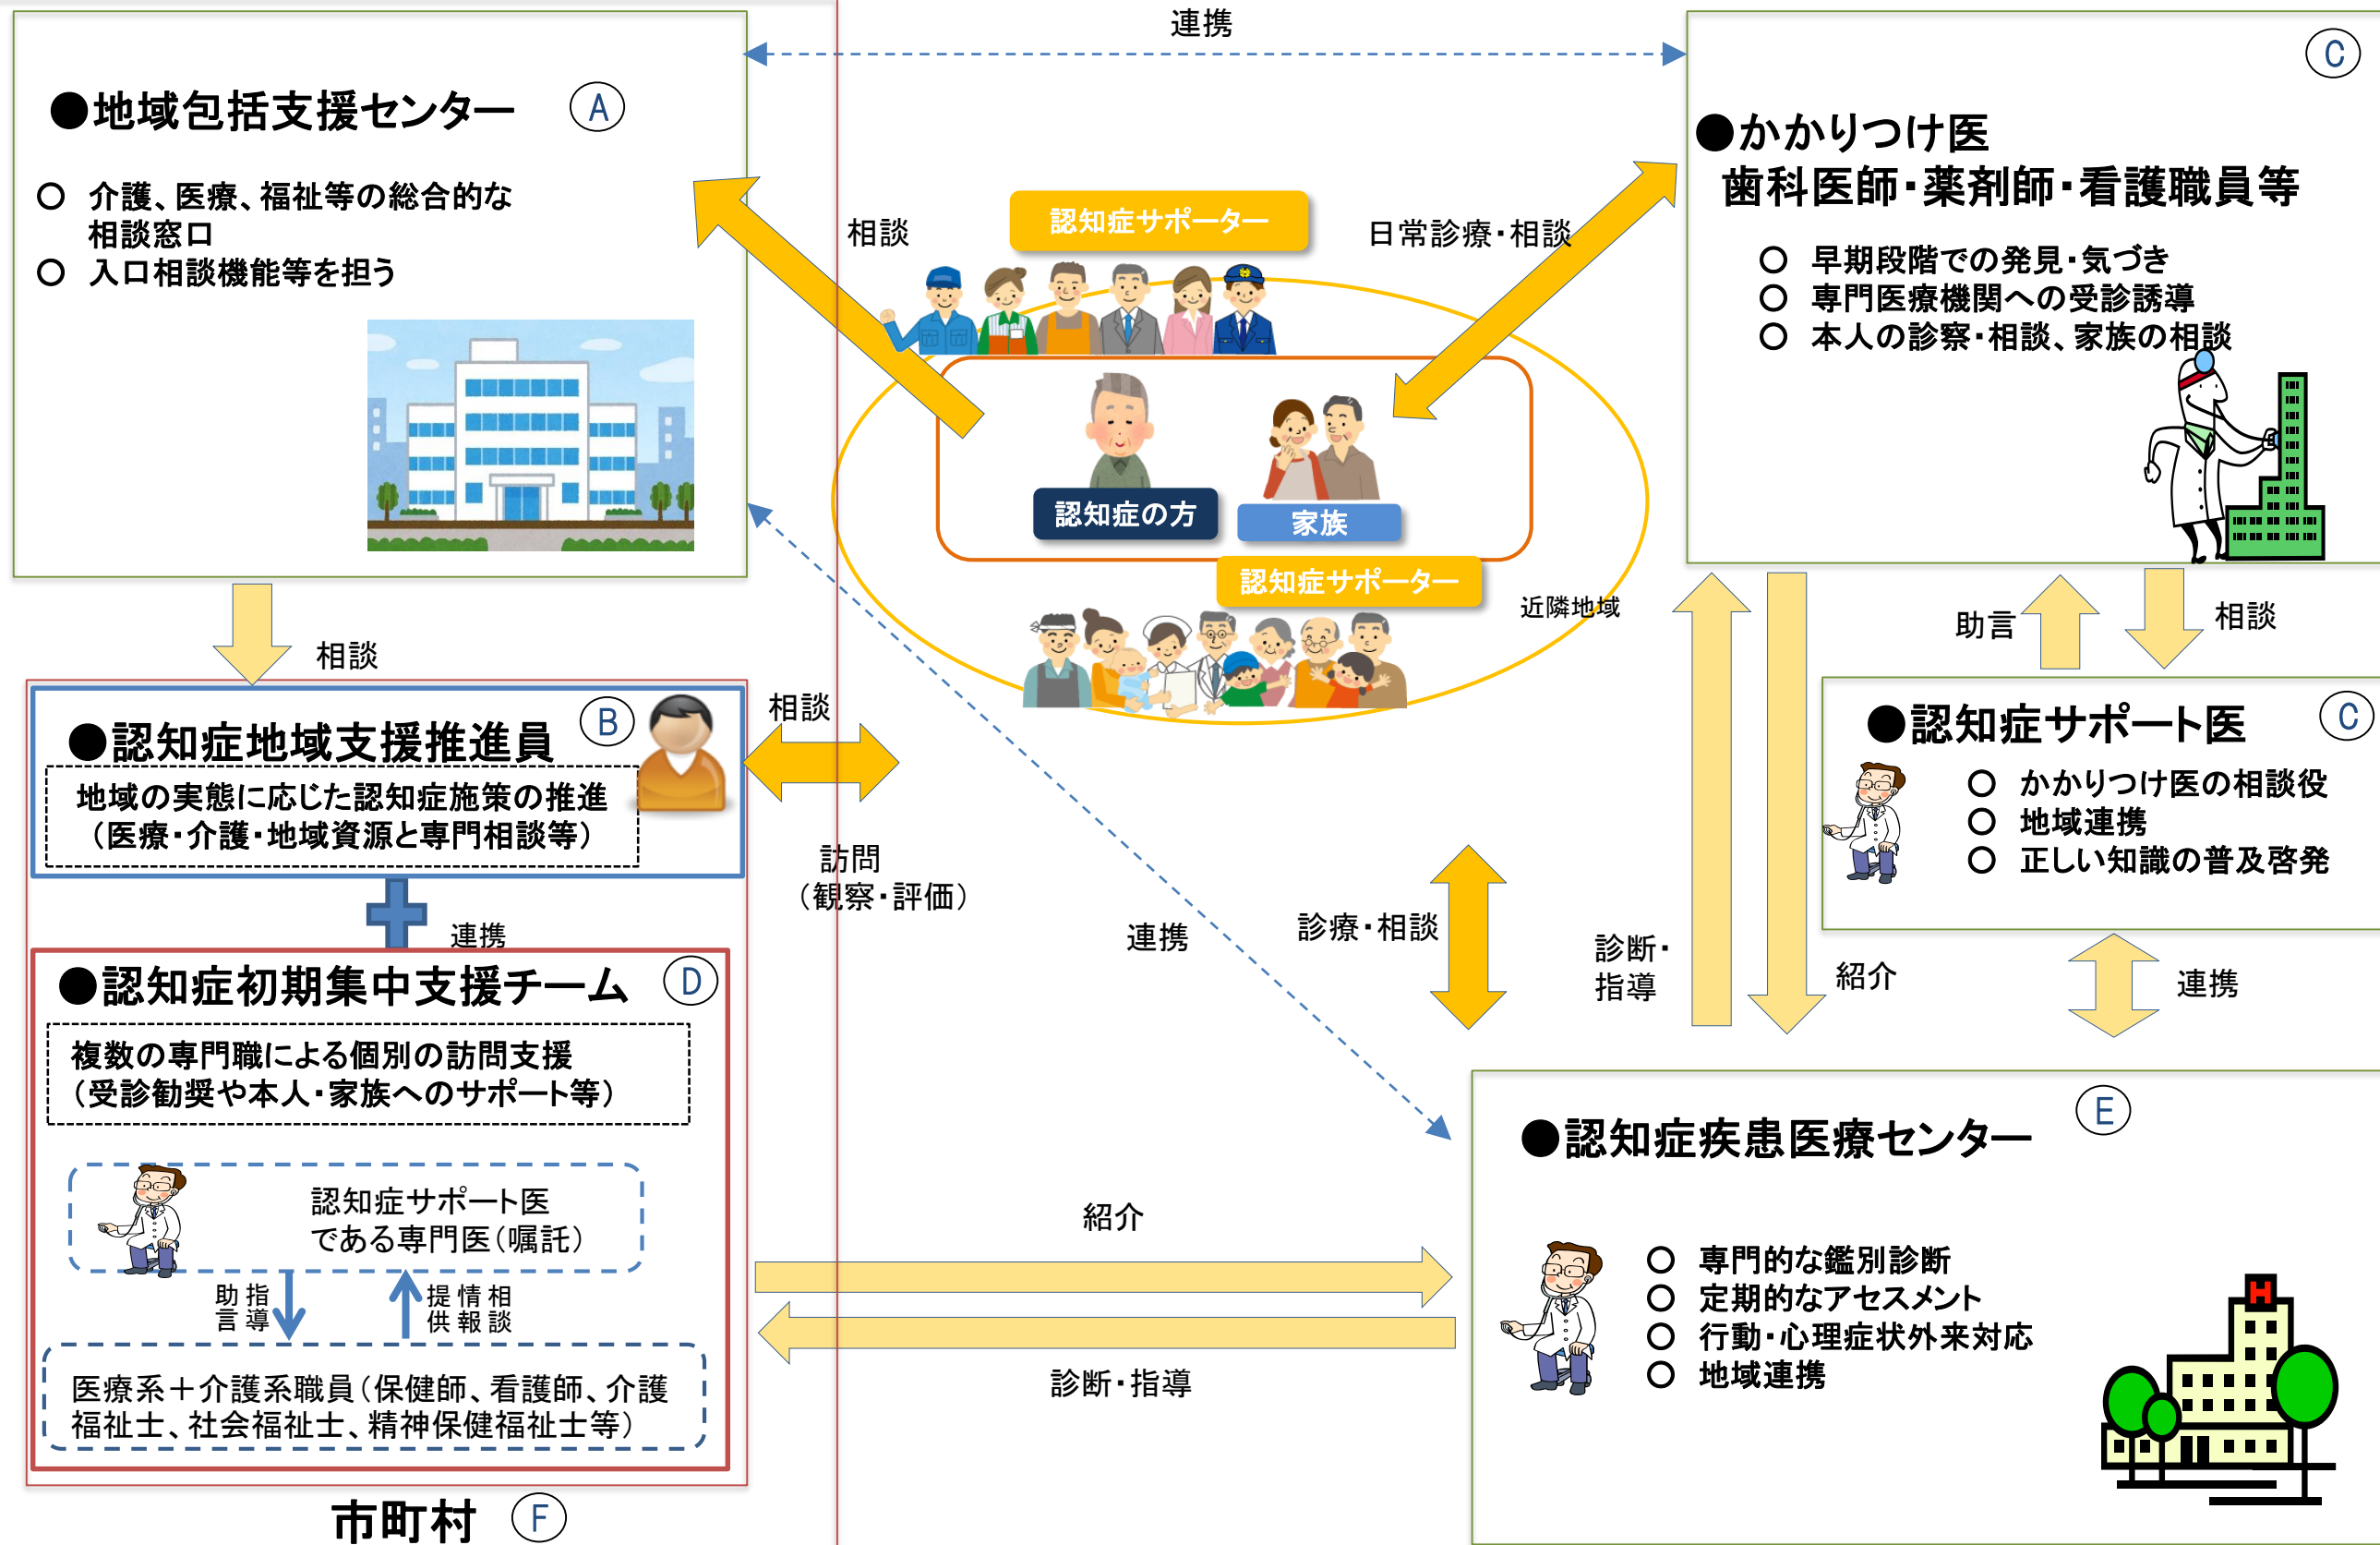 連携
●地域包括支援センター
A
○ 介護、医療、福祉等の総合的な
相談窓口
○ 入口相談機能等を担う
C
●かかりつけ医
歯科医師・薬剤師・看護職員等
○ 早期段階での発見・気づき
○ 専門医療機関への受診誘導
○ 本人の診察・相談、家族の相談
相談
認知症サポーター
日常診療・相談
認知症の方
家族
認知症サポーター
近隣地域
相談
助言
相談
●認知症地域支援推進員
B
地域の実態に応じた認知症施策の推進
（医療・介護・地域資源と専門相談等）
相談
訪問
（観察・評価）
連携
●認知症サポート医
C
○ かかりつけ医の相談役
○ 地域連携
○ 正しい知識の普及啓発
連携
診療・相談
診断・
指導
紹介
連携
●認知症初期集中支援チーム
D
複数の専門職による個別の訪問支援
（受診勧奨や本人・家族へのサポート等）
認知症サポート医
である専門医（嘱託）
指導
助言
相談
情報
提供
医療系＋介護系職員（保健師、看護師、介護
福祉士、社会福祉士、精神保健福祉士等）
紹介
診断・指導
●認知症疾患医療センター
E
○ 専門的な鑑別診断
○ 定期的なアセスメント
○ 行動・心理症状外来対応
○ 地域連携
H
市町村
F